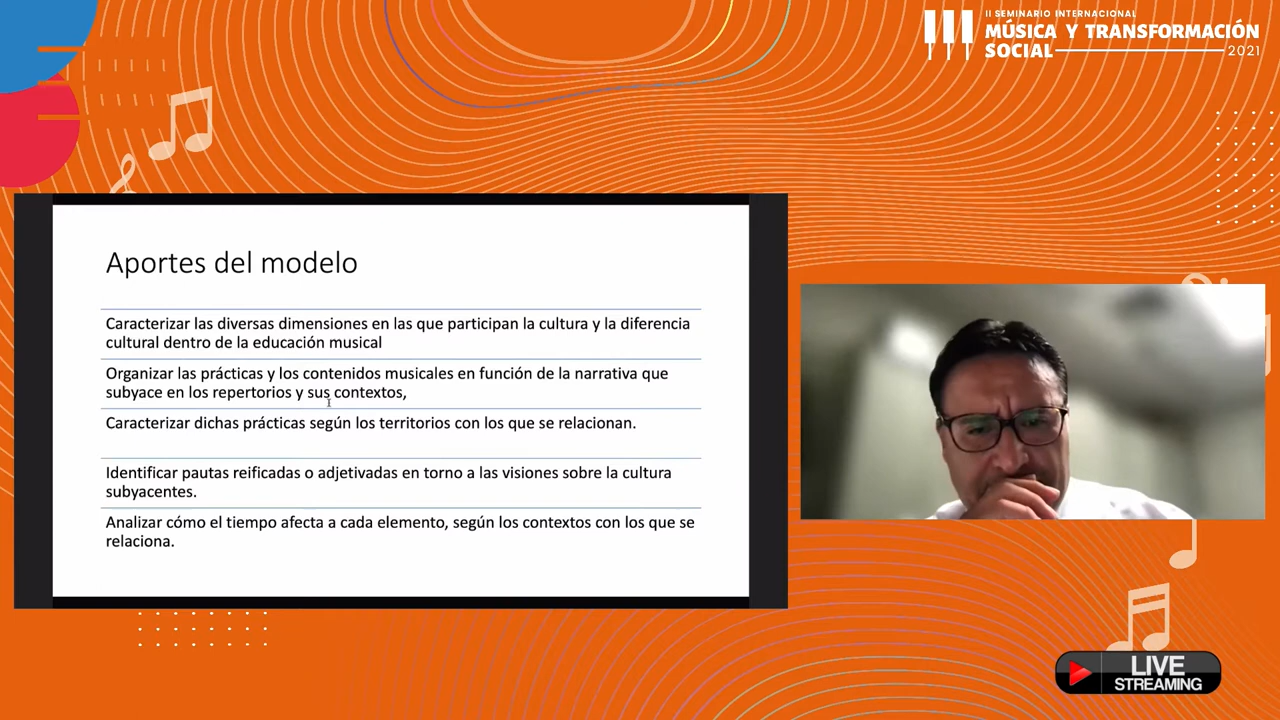 II SEMINARIO INTERNACIONAL
MÚSICA Y TRANSFORMACIÓN
SOCIAL
2021
Aportes del modelo
Caracterizar las diversas dimensiones en las que participan la cultura y la diferencia
cultural dentro de la educación musical
Organizar las prácticas y los contenidos musicales en función de la narrativa que
subyace en los repertorios y sus contextos,
Caracterizar dichas prácticas según los territorios con los que se relacionan.
Identificar pautas reificadas o adjetivadas en torno a las visiones sobre la cultura
subyacentes.
Analizar cómo el tiempo afecta a cada elemento, según los contextos con los que se
relaciona.
LIVE
STREAMING